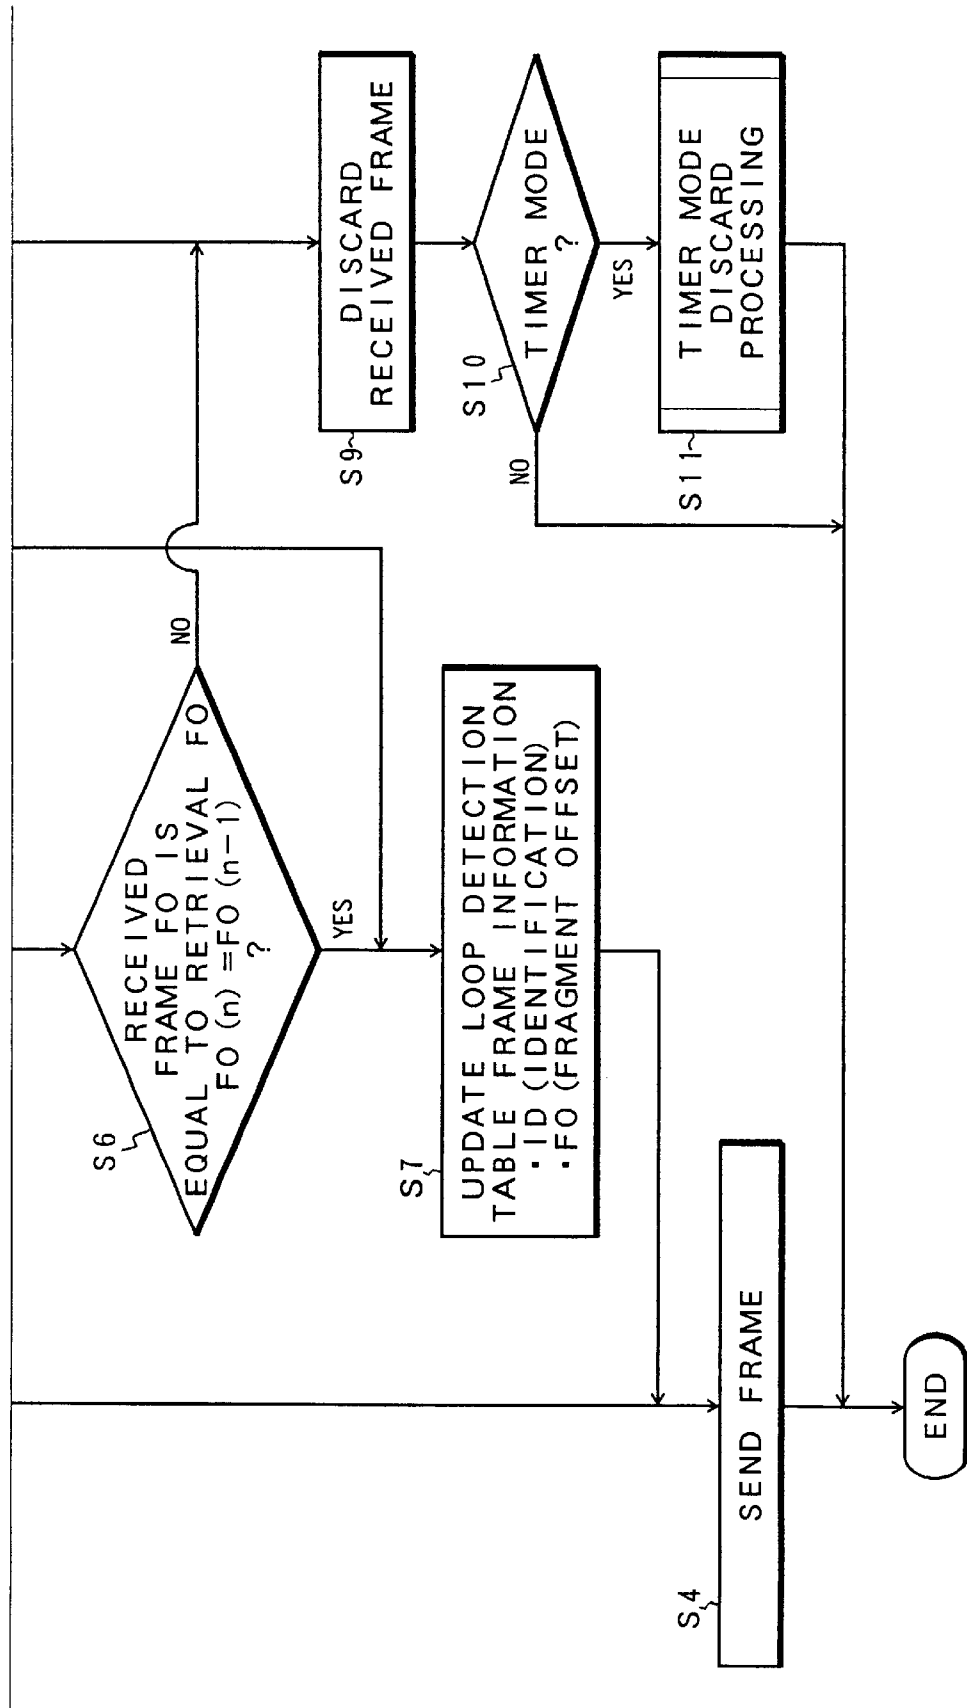 S6
RECEIVED
FRAME FO IS
EQUAL TO RETRIEVAL FO
FO (n) =FO (n-1)
?
NO
YES
S7
UPDATE LOOP DETECTION
TABLE FRAME INFORMATION
・ID (IDENTIFICATION)
・FO (FRAGMENT OFFSET)
S4
SEND FRAME
END
S9
DISCARD
RECEIVED FRAME
S10
TIMER MODE
?
NO
YES
S11
TIMER MODE
DISCARD
PROCESSING